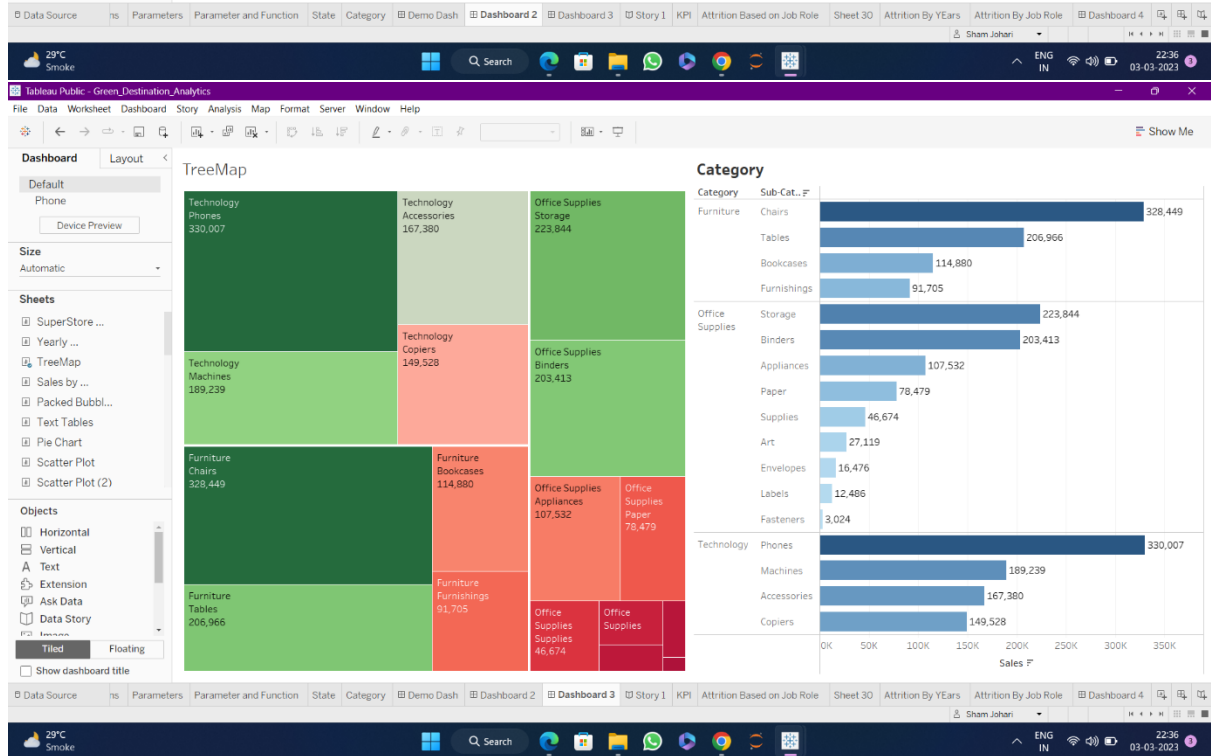 Data Source ns Parameters Parameter and Function State Category Demo Dash Dashboard 2 Dashboard 3 Story 1 KPI Attrition Based on Job Role Sheet 30 Attrition By YEars Attrition By Job Role Dashboard 4
Sham Johari
29°C
Smoke
Search
ENG
IN
22:36
03-03-2023
3
Tableau Public - Green_Destination_Analytics
File Data Worksheet Dashboard Story Analysis Map Format Server Window Help
Show Me
Dashboard Layout
Default
Phone
Device Preview
Size
Automatic
Sheets
SuperStore ...
Yearly ...
TreeMap
Sales by ...
Packed Bubbl...
Text Tables
Pie Chart
Scatter Plot
Scatter Plot (2)
Objects
Horizontal
Vertical
A Text
Extension
Ask Data
Data Story
Image
Tiled Floating
Show dashboard title
TreeMap
Technology
Phones
330,007
Technology
Machines
189,239
Technology
Accessories
167,380
Technology
Copiers
149,528
Furniture
Chairs
328,449
Furniture
Tables
206,966
Furniture
Bookcases
114,880
Furniture
Furnishings
91,705
Office Supplies
Storage
223,844
Office Supplies
Binders
203,413
Office Supplies
Appliances
107,532
Office
Supplies
Paper
78,479
Office
Supplies
Supplies
46,674
Office
Supplies
Category
Category Sub-Cat..
Furniture Chairs 328,449
Tables 206,966
Bookcases 114,880
Furnishings 91,705
Office
Supplies
Storage 223,844
Binders 203,413
Appliances 107,532
Paper 78,479
Supplies 46,674
Art 27,119
Envelopes 16,476
Labels 12,486
Fasteners 3,024
Technology Phones 330,007
Machines 189,239
Accessories 167,380
Copiers 149,528
0K 50K 100K 150K 200K 250K 300K 350K
Sales
Data Source ns Parameters Parameter and Function State Category Demo Dash Dashboard 2 Dashboard 3 Story 1 KPI Attrition Based on Job Role Sheet 30 Attrition By YEars Attrition By Job Role Dashboard 4
Sham Johari
29°C
Smoke
Search
ENG
IN
22:36
03-03-2023
3